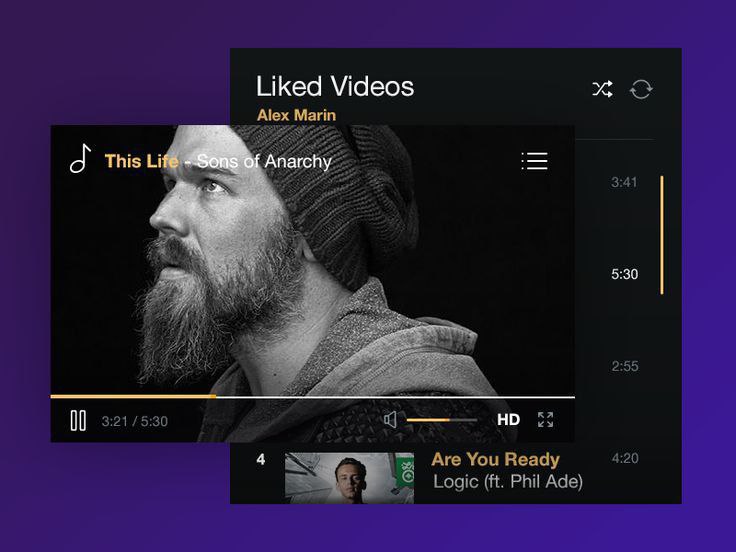 Liked Videos
Alex Marin
This Life - Sons of Anarchy
3:41
5:30
2:55
3:21 / 5:30
HD
4
Are You Ready
4:20
Logic (ft. Phil Ade)